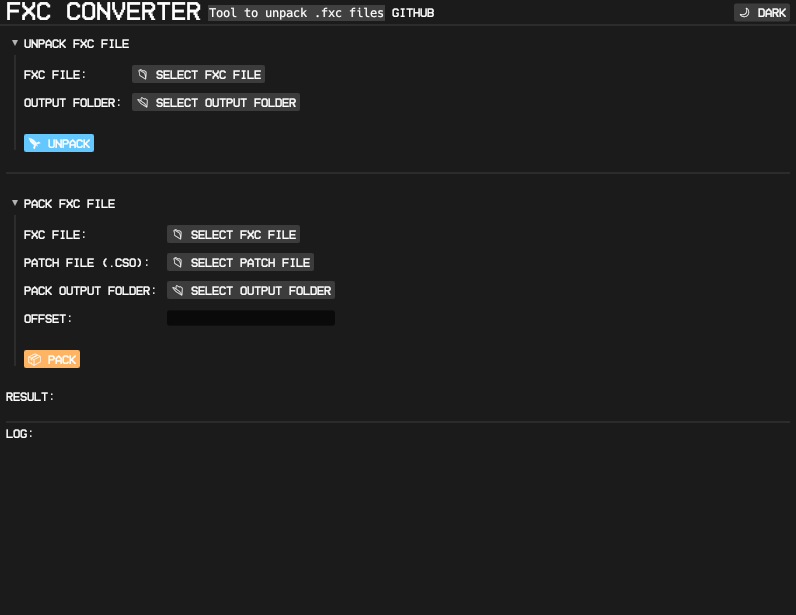 FXC CONVERTER Tool to unpack .fxc files GITHUB DARK
UNPACK FXC FILE
FXC FILE: SELECT FXC FILE
OUTPUT FOLDER: SELECT OUTPUT FOLDER
UNPACK
PACK FXC FILE
FXC FILE: SELECT FXC FILE
PATCH FILE (.CSO): SELECT PATCH FILE
PACK OUTPUT FOLDER: SELECT OUTPUT FOLDER
OFFSET:
PACK
RESULT:
LOG: